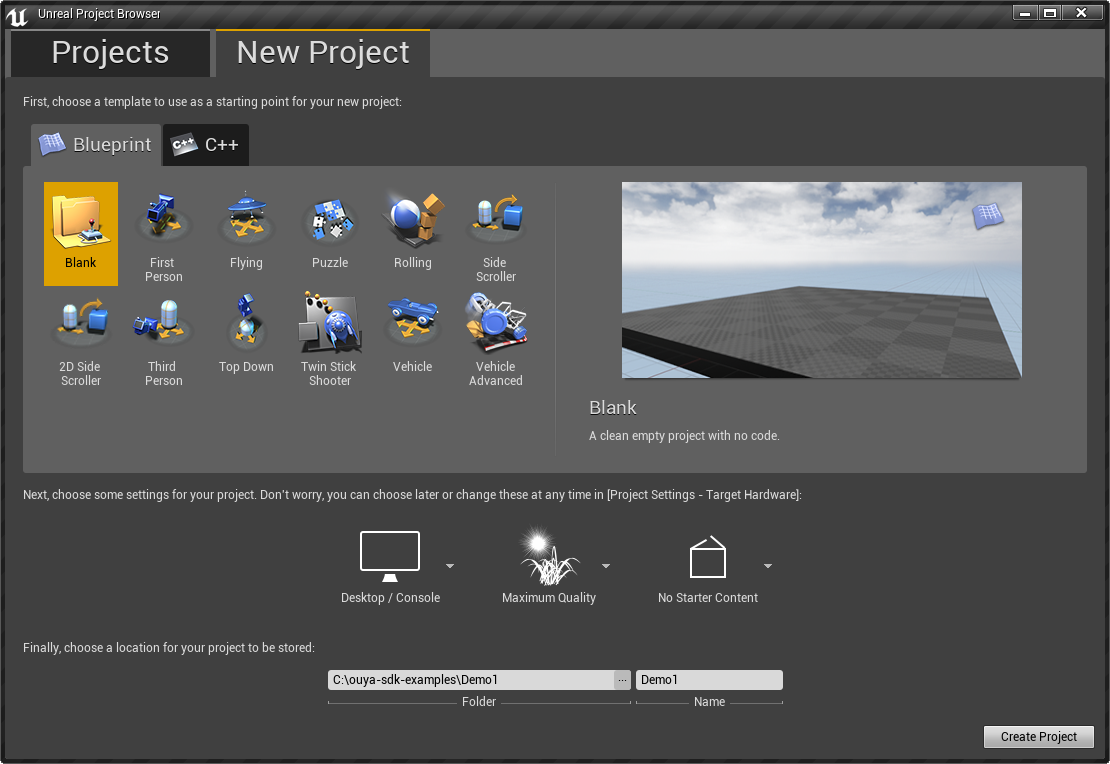 Unreal Project Browser
Projects
New Project
First, choose a template to use as a starting point for your new project:
Blueprint
C++
C++
Blank
First
Person
Flying
Puzzle
Rolling
Side
Scroller
2D Side
Scroller
Third
Person
Top Down
Twin Stick
Shooter
Vehicle
Vehicle
Advanced
Blank
A clean empty project with no code.
Next, choose some settings for your project. Don't worry, you can choose later or change these at any time in [Project Settings - Target Hardware]:
Desktop / Console
Maximum Quality
No Starter Content
Finally, choose a location for your project to be stored:
C:\ouya-sdk-examples\Demo1
...
Demo1
Folder
Name
Create Project